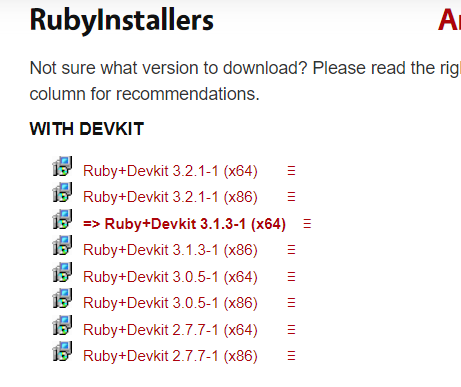 RubyInstallers
Not sure what version to download? Please read the
column for recommendations.
WITH DEVKIT
Ruby+Devkit 3.2.1-1 (x64)
Ruby+Devkit 3.2.1-1 (x86)
=> Ruby+Devkit 3.1.3-1 (x64)
Ruby+Devkit 3.1.3-1 (x86)
Ruby+Devkit 3.0.5-1 (x64)
Ruby+Devkit 3.0.5-1 (x86)
Ruby+Devkit 2.7.7-1 (x64)
Ruby+Devkit 2.7.7-1 (x86)